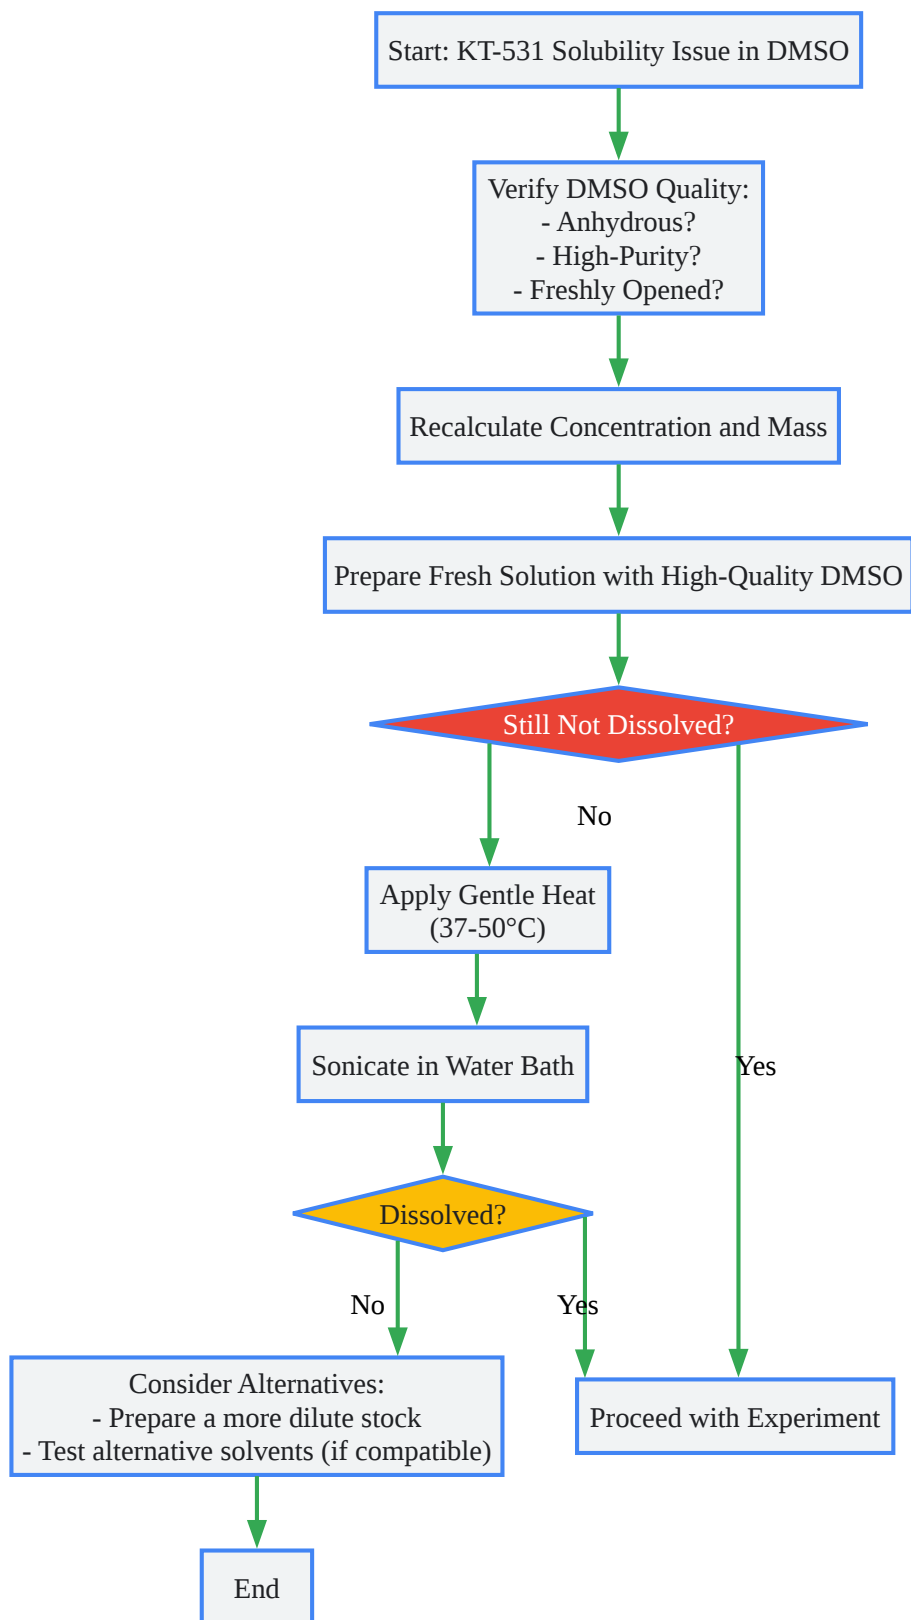 Start: KT-531 Solubility Issue in DMSO
Verify DMSO Quality:
- Anhydrous?
- High-Purity?
- Freshly Opened?
Recalculate Concentration and Mass
Prepare Fresh Solution with High-Quality DMSO
Still Not Dissolved?
No
Apply Gentle Heat
(37-50°C)
Sonicate in Water Bath
Yes
Dissolved?
No
Yes
Consider Alternatives:
- Prepare a more dilute stock
- Test alternative solvents (if compatible)
Proceed with Experiment
End